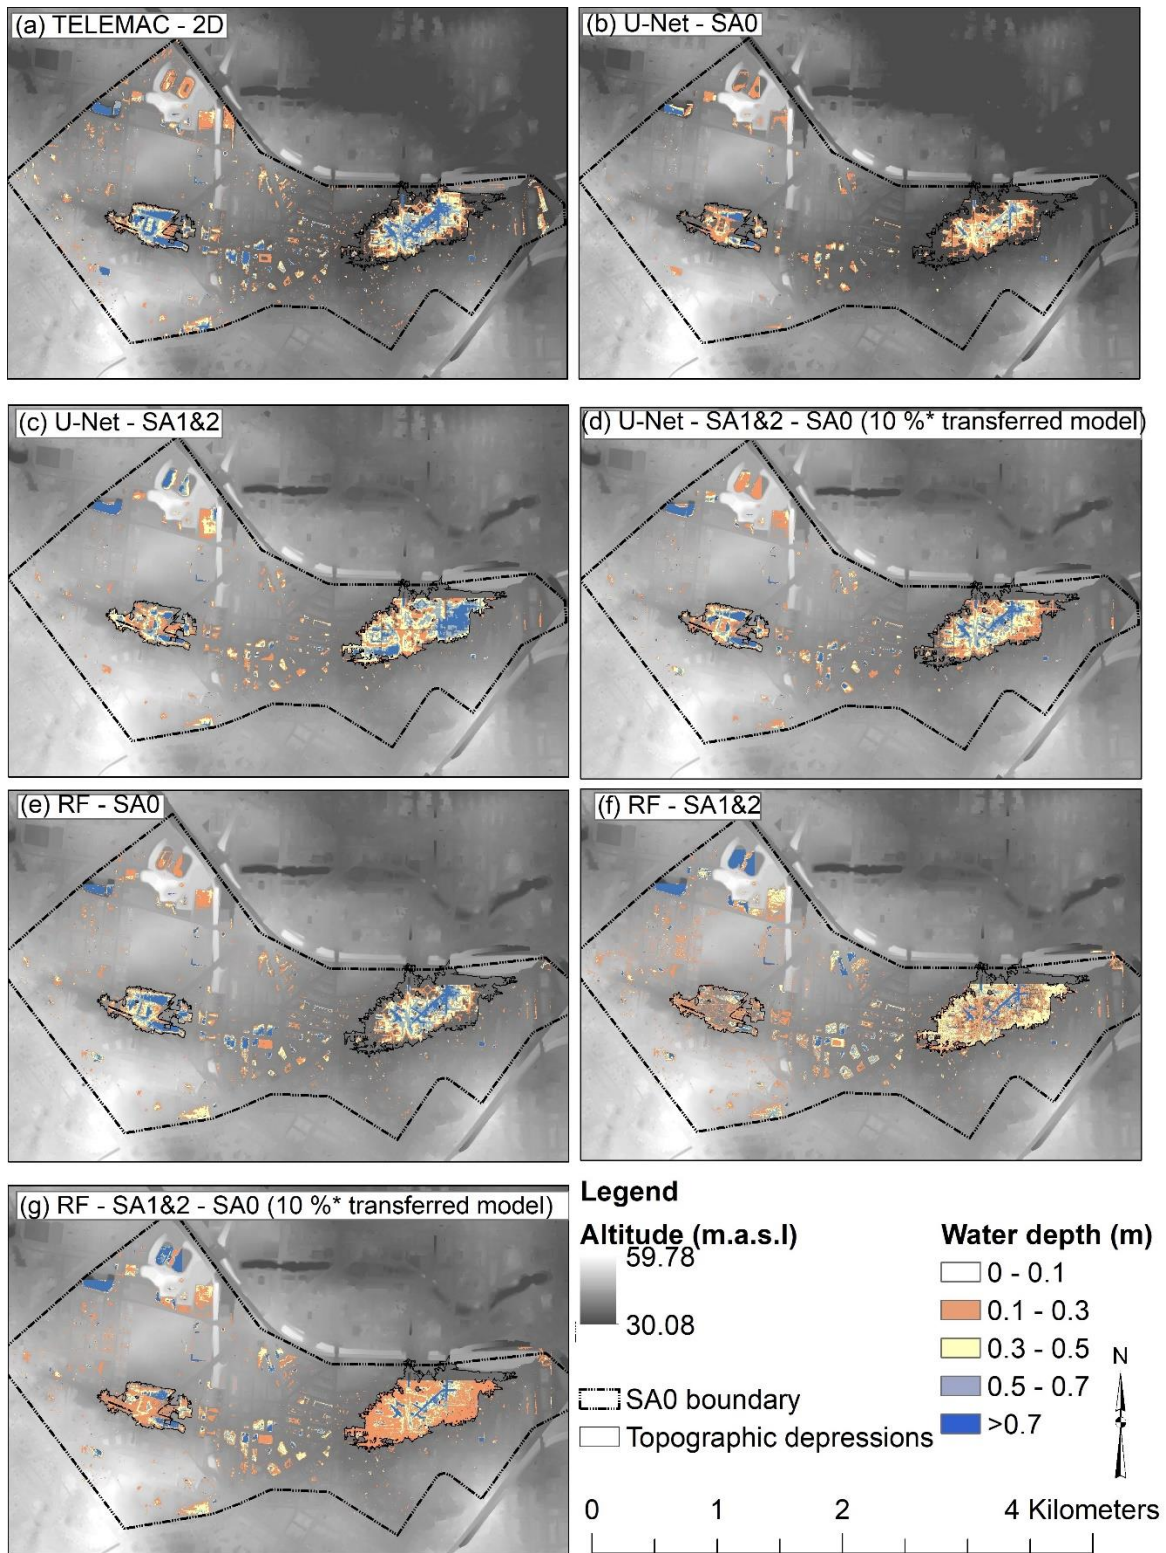 (a) TELEMAC - 2D
(b) U-Net - SA0
(c) U-Net - SA1&2
(d) U-Net - SA1&2 - SA0 (10 %* transferred model)
(e) RF - SA0
(f) RF - SA1&2
(g) RF - SA1&2 - SA0 (10 %* transferred model)
Legend
Altitude (m.a.s.l)
59.78
30.08
SA0 boundary
Topographic depressions
Water depth (m)
0 - 0.1
0.1 - 0.3
0.3 - 0.5
0.5 - 0.7
>0.7
N
0 1 2 4 Kilometers